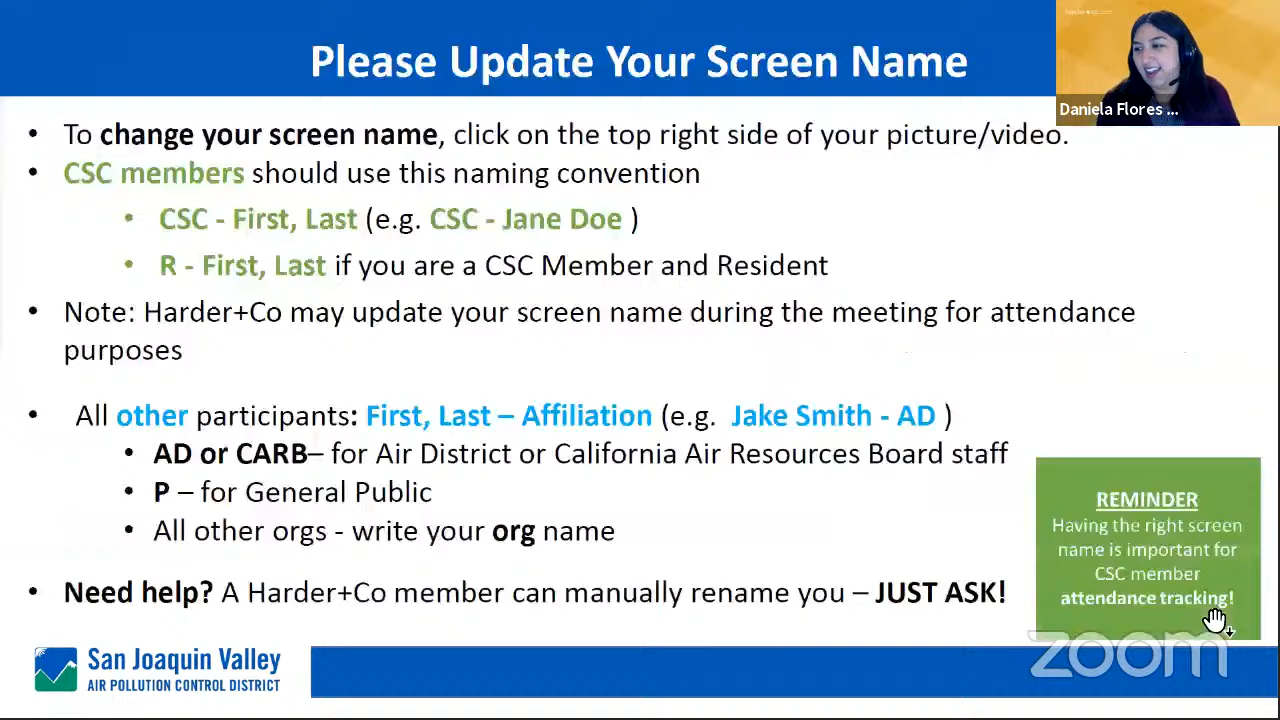 Please Update Your Screen Name
Daniela Flores ...
• To change your screen name, click on the top right side of your picture/video.
• CSC members should use this naming convention
• CSC - First, Last (e.g. CSC - Jane Doe )
• R - First, Last if you are a CSC Member and Resident
• Note: Harder+Co may update your screen name during the meeting for attendance
purposes
• All other participants: First, Last – Affiliation (e.g. Jake Smith - AD )
• AD or CARB– for Air District or California Air Resources Board staff
• P – for General Public
• All other orgs - write your org name
• Need help? A Harder+Co member can manually rename you – JUST ASK!
REMINDER
Having the right screen
name is important for
CSC member
attendance tracking!
zoom
San Joaquin Valley
AIR POLLUTION CONTROL DISTRICT